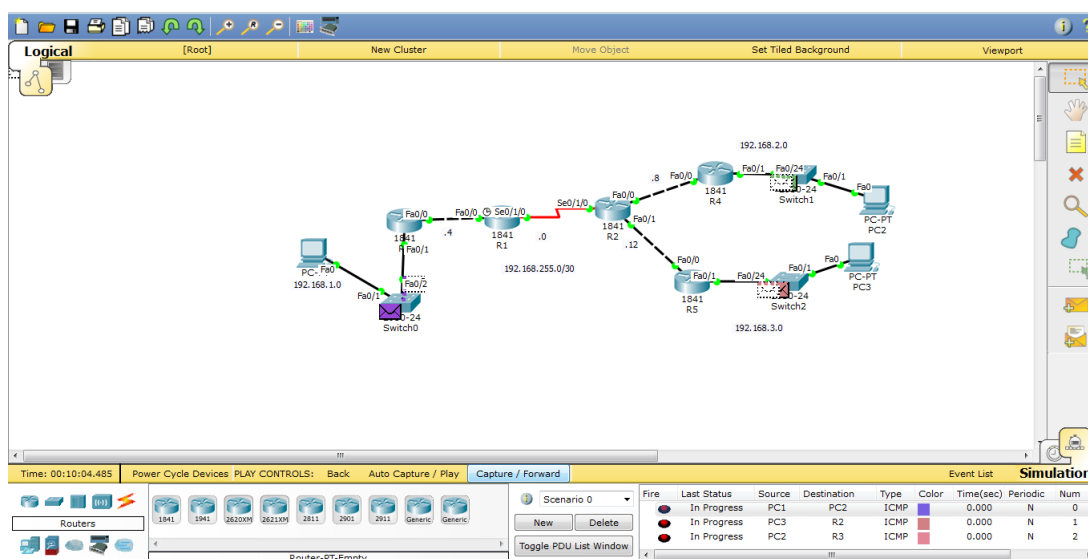 Logical [Root] New Cluster Move Object Set Tiled Background Viewport
192.168.2.0
.8 Fa0/0 Fa0/1 Fa0/24 Fa0/1
1841
R4
Switch1
Fa0
PC-PT
PC2
Fa0/0 Fa0/0 Se0/1/0 Se0/1/0 Fa0/0
Fa0/1
1841
.4
1841
R1
.0
1841
R2
.12
192.168.255.0/30
Fa0/1
Fa0
192.168.1.0
Fa0/1 Fa0/2
Switch0
Fa0/0
Fa0/1 Fa0/24 Fa0/1 Fa0
1841
R5
Switch2
PC-PT
PC3
192.168.3.0
Time: 00:10:04.485 Power Cycle Devices PLAY CONTROLS: Back Auto Capture / Play Capture / Forward Event List Simulation
Routers
1841 1941 2620XM 2621XM 2811 2901 2911 Generic Generic
Router-PT-Empty
Scenario 0
New Delete
Toggle PDU List Window
Fire Last Status Source Destination Type Color Time(sec) Periodic Num
In Progress PC1 PC2 ICMP 0.000 N 0
In Progress PC3 R2 ICMP 0.000 N 1
In Progress PC2 R3 ICMP 0.000 N 2